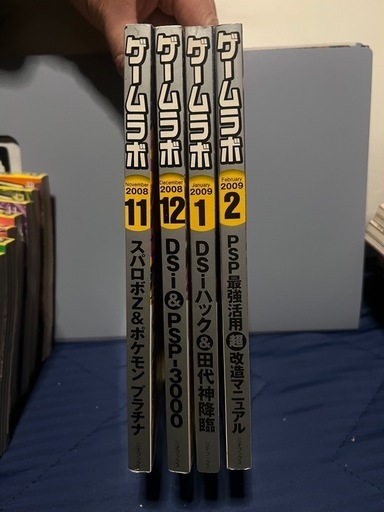 ゲームラボ
November
2008
11
スパロボZ&ポケモン プラチナ
ゲームラボ
December
2008
12
DSi&PSP-3000
ゲームラボ
January
2009
1
DSiハック&田代神降臨
ゲームラボ
February
2009
2
PSP最強活用超改造マニュアル